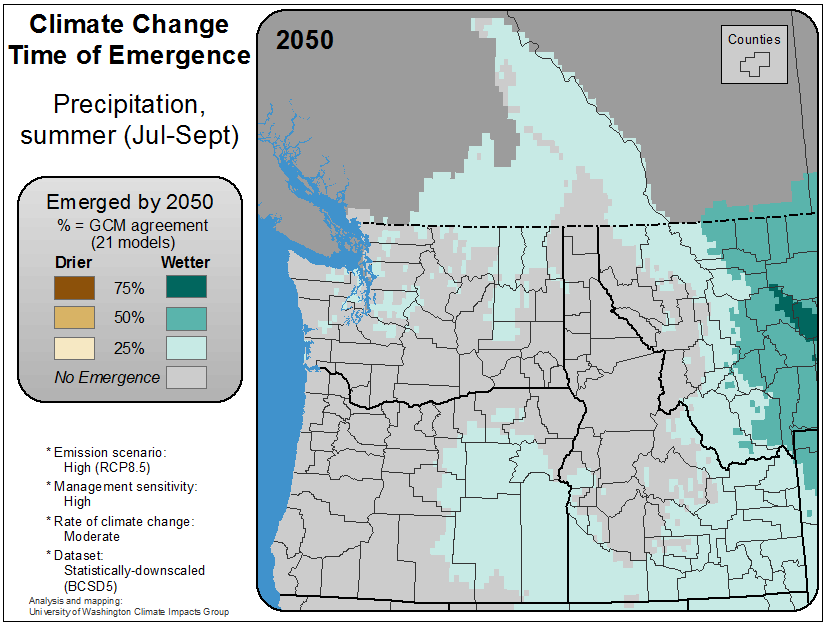 Climate Change
Time of Emergence
Precipitation,
summer (Jul-Sept)
Emerged by 2050
% = GCM agreement
(21 models)
Drier Wetter
75%
50%
25%
No Emergence
* Emission scenario:
High (RCP8.5)
* Management sensitivity:
High
* Rate of climate change:
Moderate
* Dataset:
Statistically-downscaled
(BCSD5)
Analysis and mapping:
University of Washington Climate Impacts Group
2050
Counties